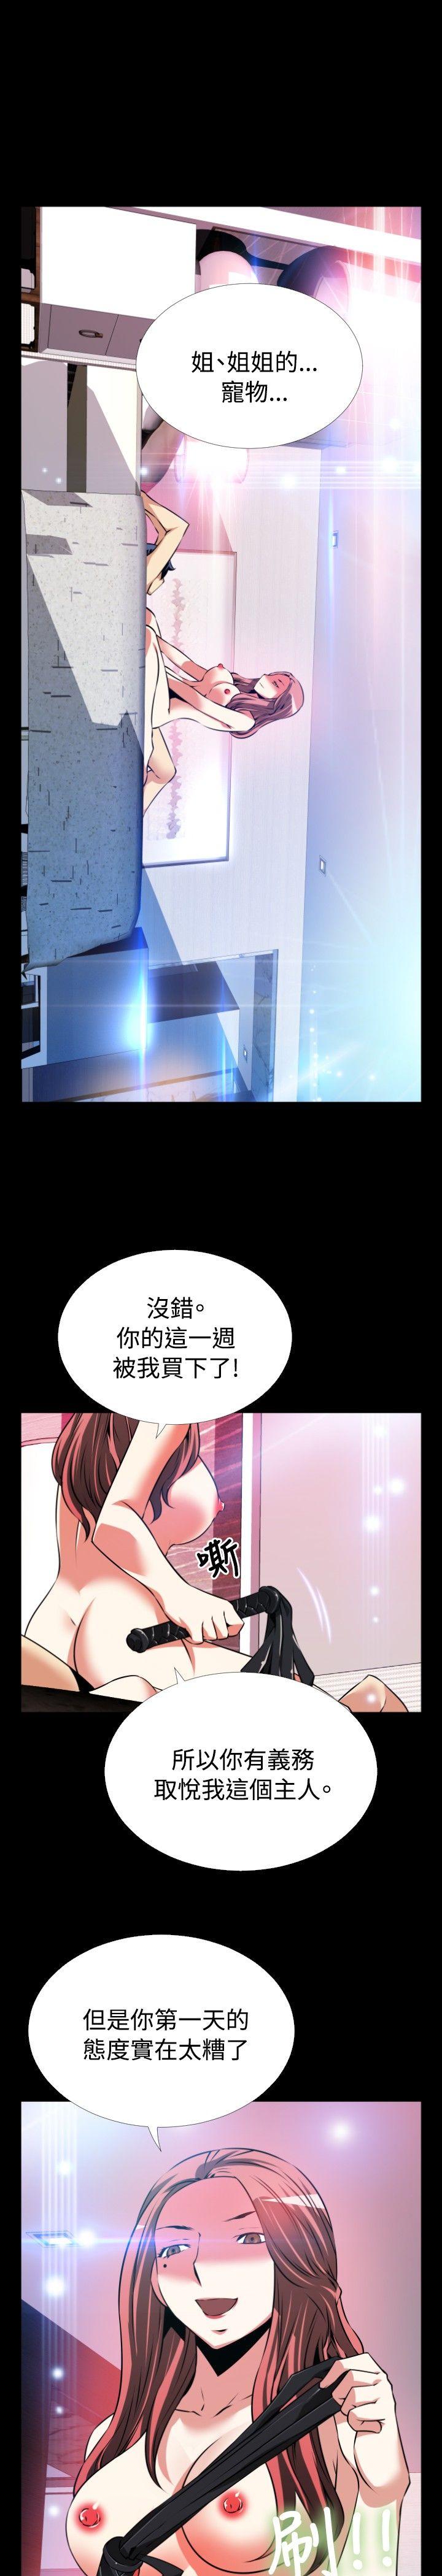 姐、姐姐的...
寵物...
沒錯。
你的這一週
被我買下了!
嘶
所以你有義務
取悅我這個主人。
但是你第一天的
態度實在太糟了
刷!!